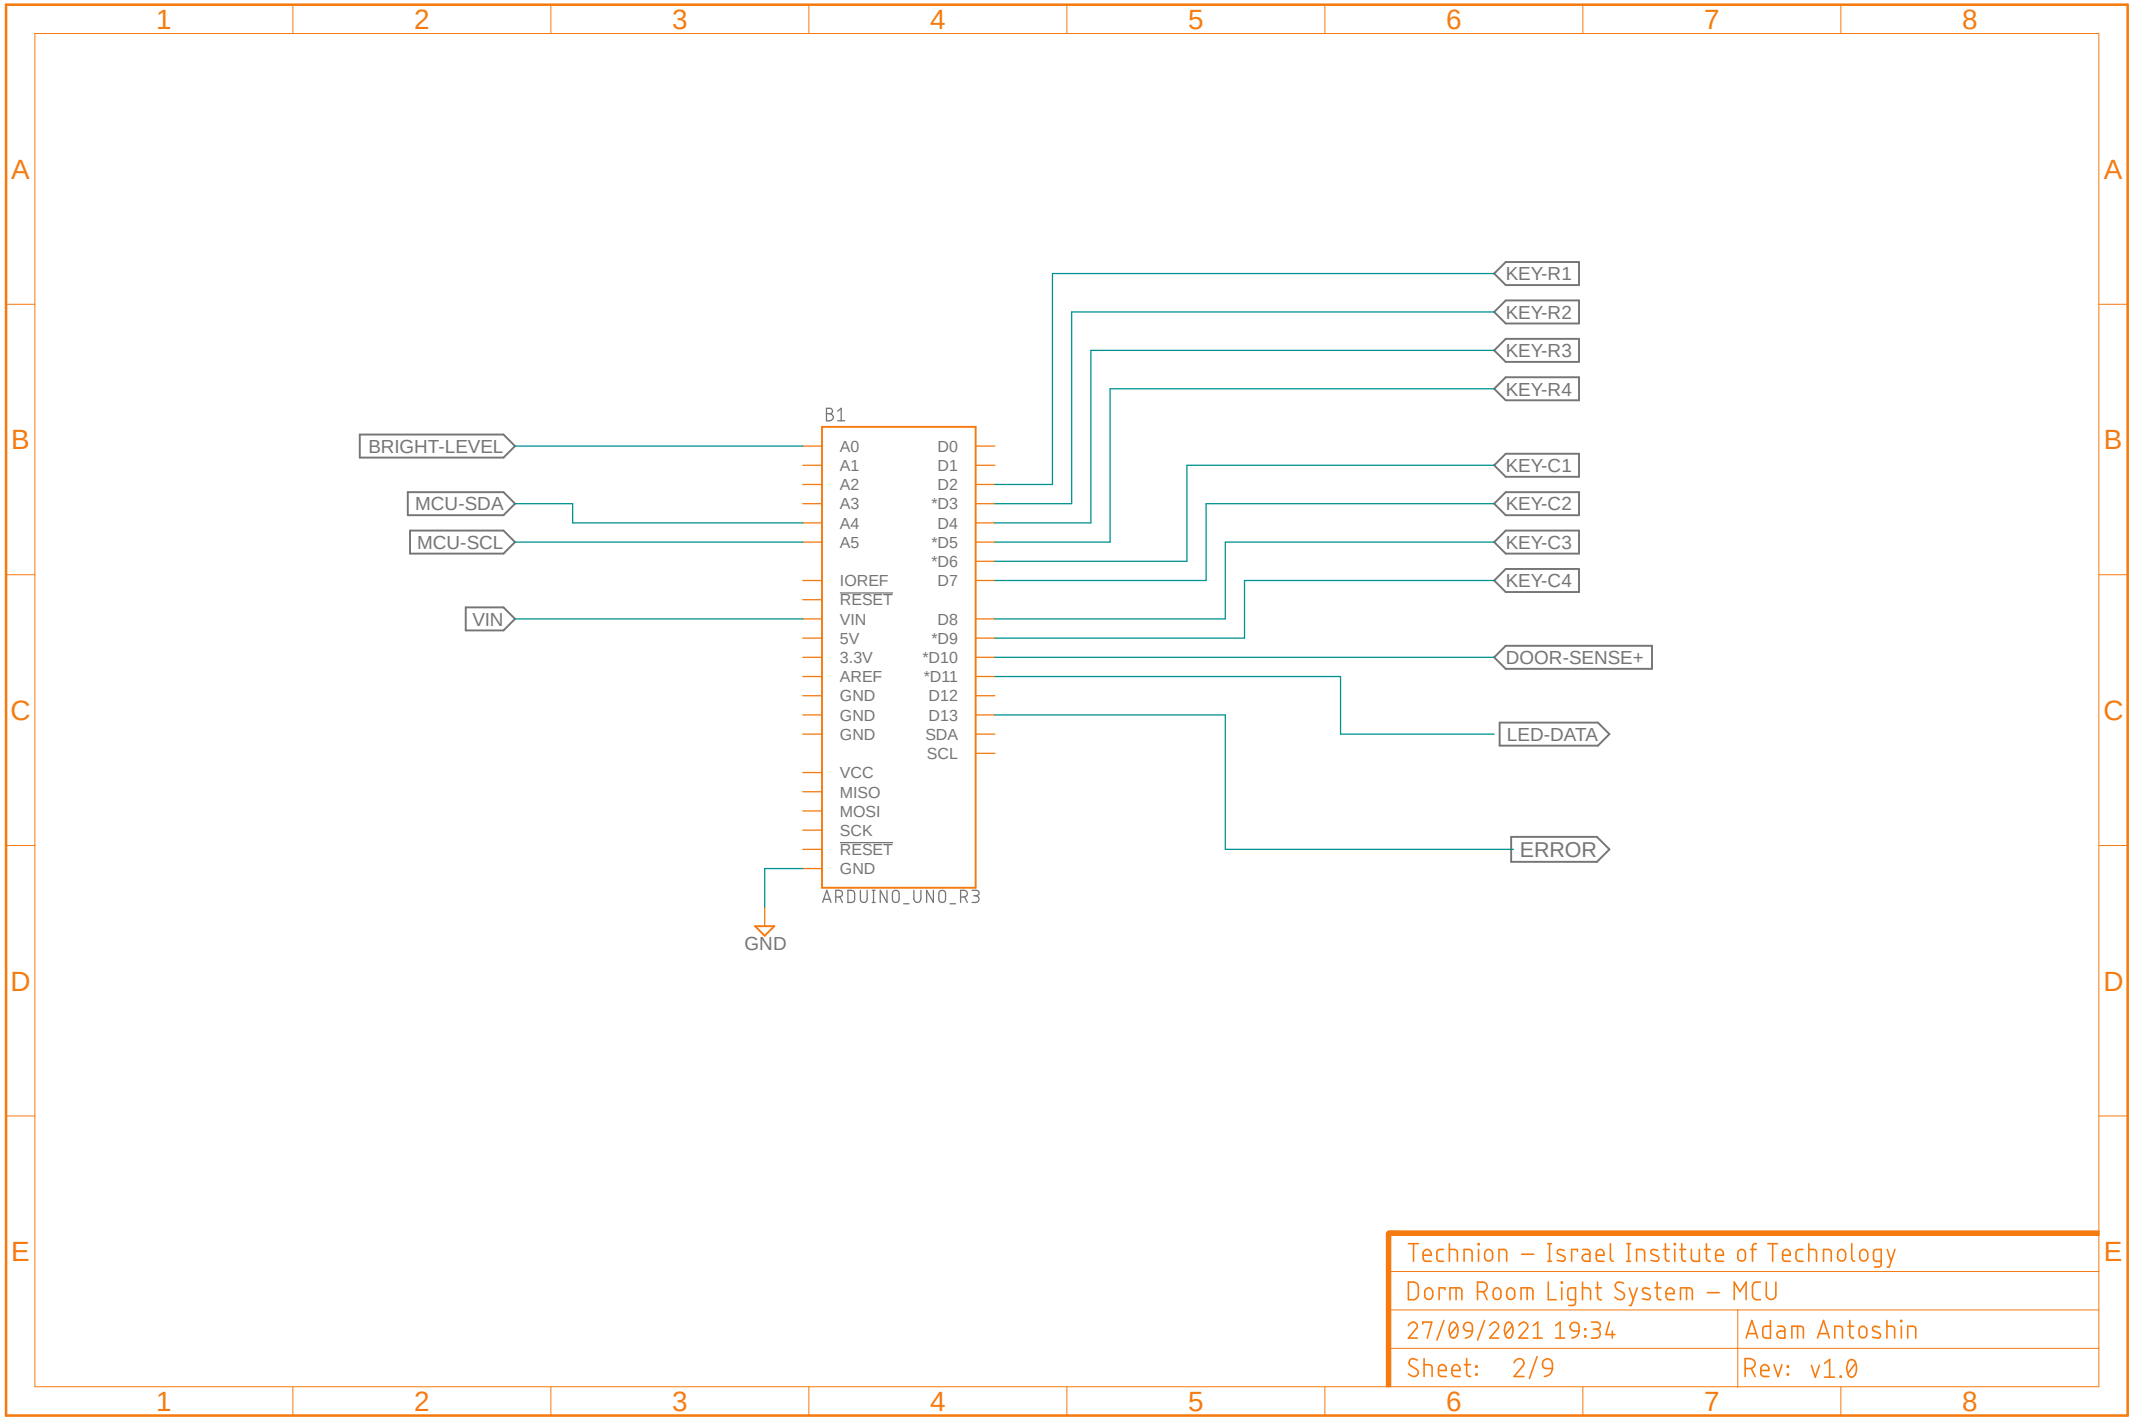 1 2 3 4 5 6 7 8
A A
KEY-R1
KEY-R2
KEY-R3
KEY-R4
B1
B B
BRIGHT-LEVEL A0 D0
A1 D1 KEY-C1
A2 D2
MCU-SDA A3 *D3 KEY-C2
A4 D4
MCU-SCL A5 *D5 KEY-C3
*D6
IOREF D7 KEY-C4
RESET
VIN VIN D8
5V *D9
3.3V *D10 DOOR-SENSE+
AREF *D11
GND D12
C GND D13 C
GND SDA LED-DATA
SCL
VCC
MISO
MOSI
SCK
RESET ERROR
GND
ARDUINO_UNO_R3
GND
D D
E E
Technion – Israel Institute of Technology
Dorm Room Light System – MCU
27/09/2021 19:34 Adam Antoshin
Sheet: 2/9 Rev: v1.0
1 2 3 4 5 6 7 8